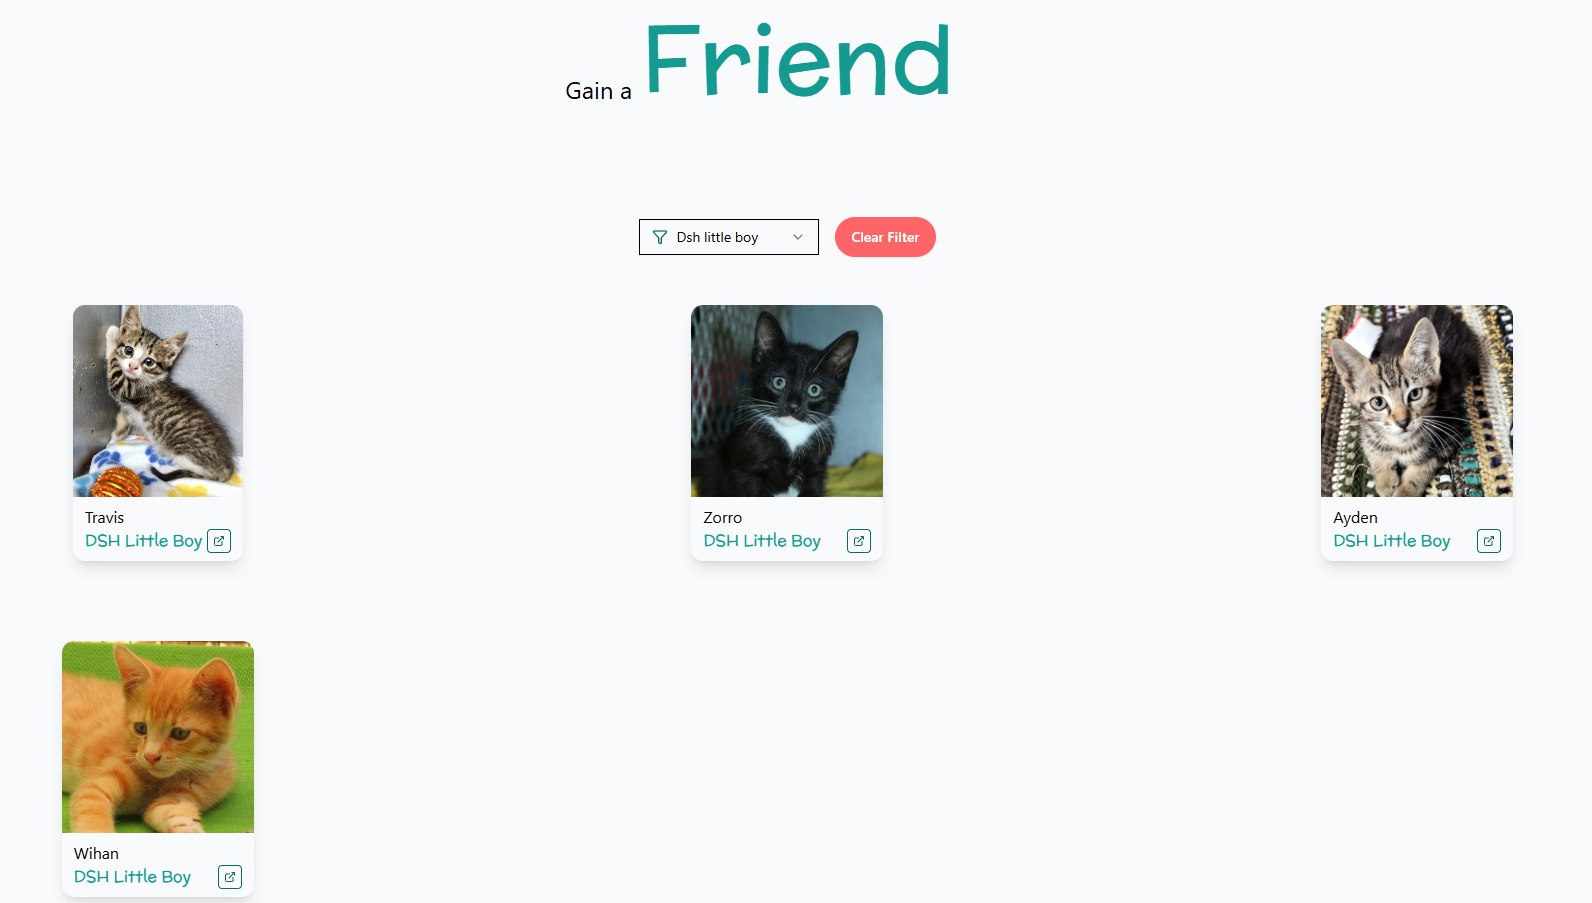 Gain a Friend
Dsh little boy
Clear Filter
Travis
DSH Little Boy
Zorro
DSH Little Boy
Ayden
DSH Little Boy
Wihan
DSH Little Boy